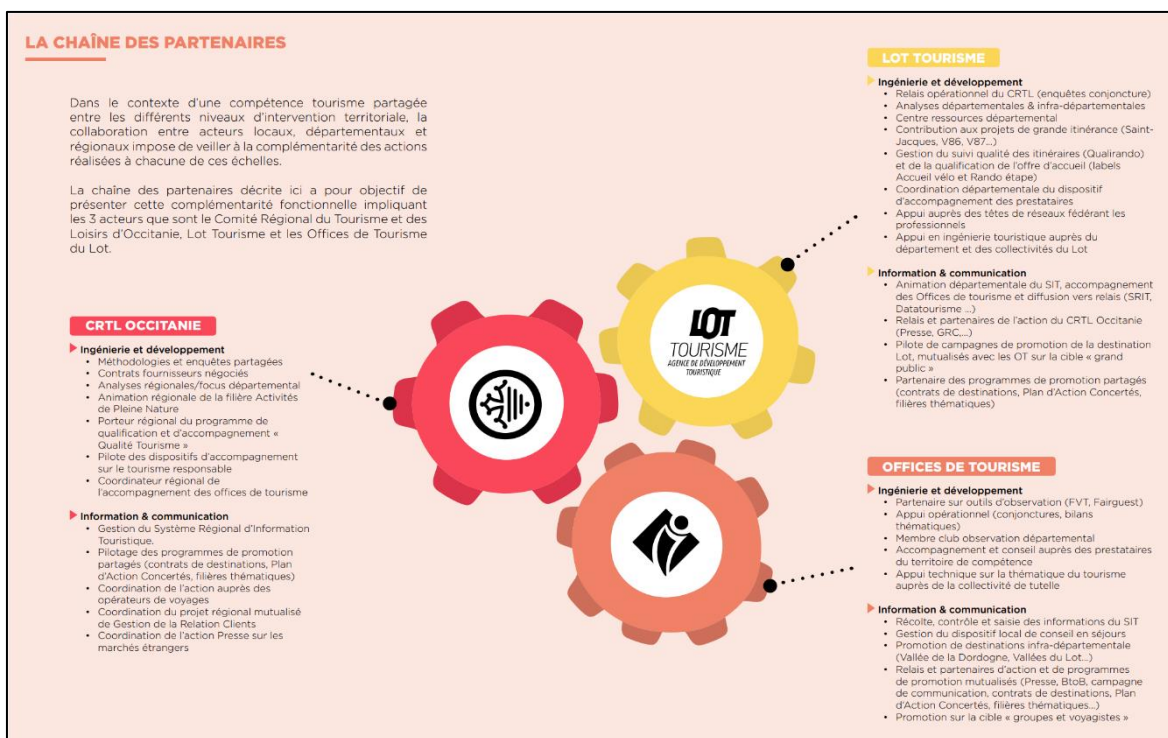 LA CHAÎNE DES PARTENAIRES
Dans le contexte d'une compétence tourisme partagée
entre les différents niveaux d'intervention territoriale, la
collaboration entre acteurs locaux, départementaux et
régionaux impose de veiller à la complémentarité des actions
réalisées à chacune de ces échelles.
La chaîne des partenaires décrite ici a pour objectif de
présenter cette complémentarité fonctionnelle impliquant
les 3 acteurs que sont le Comité Régional du Tourisme et des
Loisirs d'Occitanie, Lot Tourisme et les Offices de Tourisme
du Lot.
CRTL OCCITANIE
Ingénierie et développement
• Méthodologies et enquêtes partagées
• Contrats fournisseurs négociés
• Analyses régionales/focus départemental
• Animation régionale de la filière Activités
de Pleine Nature
• Porteur régional du programme de
qualification et d'accompagnement «
Qualité Tourisme »
• Pilote des dispositifs d'accompagnement
sur le tourisme responsable
• Coordinateur régional de
l'accompagnement des offices de tourisme
Information & communication
• Gestion du Système Régional d'Information
Touristique.
• Pilotage des programmes de promotion
partagés (contrats de destinations, Plan
d'Action Concertés, filières thématiques)
• Coordination de l'action auprès des
opérateurs de voyages
• Coordination du projet régional mutualisé
de Gestion de la Relation Clients
• Coordination de l'action Presse sur les
marchés étrangers
LOT
TOURISME
AGENCE DE DÉVELOPPEMENT
TOURISTIQUE
LOT TOURISME
Ingénierie et développement
• Relais opérationnel du CRTL (enquêtes conjoncture)
• Analyses départementales & infra-départementales
• Centre ressources départemental
• Contribution aux projets de grande itinérance (Saint-
Jacques, V86, V87...)
• Gestion du suivi qualité des itinéraires (Qualirando)
et de la qualification de l'offre d'accueil (labels
Accueil vélo et Rando étape)
• Coordination départementale du dispositif
d'accompagnement des prestataires
• Appui auprès des têtes de réseaux fédérant les
professionnels
• Appui en ingénierie touristique auprès du
département et des collectivités du Lot
Information & communication
• Animation départementale du SIT, accompagnement
des Offices de tourisme et diffusion vers relais (SRIT,
Datatourisme ...)
• Relais et partenaires de l'action du CRTL Occitanie
(Presse, GRC,...)
• Pilote de campagnes de promotion de la destination
Lot, mutualisés avec les OT sur la cible « grand
public »
• Partenaire des programmes de promotion partagés
(contrats de destinations, Plan d'Action Concertés,
filières thématiques)
OFFICES DE TOURISME
Ingénierie et développement
• Partenaire sur outils d'observation (FVT, Fairguest)
• Appui opérationnel (conjonctures, bilans
thématiques)
• Membre club observation départemental
• Accompagnement et conseil auprès des prestataires
du territoire de compétence
• Appui technique sur la thématique du tourisme
auprès de la collectivité de tutelle
Information & communication
• Récolte, contrôle et saisie des informations du SIT
• Gestion du dispositif local de conseil en séjours
• Promotion de destinations infra-départementale
(Vallée de la Dordogne, Vallées du Lot...)
• Relais et partenaires d'action et de programmes
de promotion mutualisés (Presse, BtoB, campagne
de communication, contrats de destinations, Plan
d'Action Concertés, filières thématiques...)
• Promotion sur la cible « groupes et voyagistes »